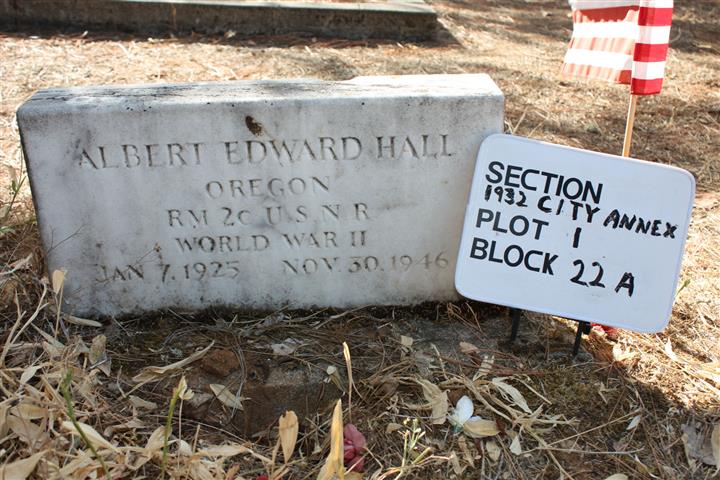 ALBERT EDWARD HALL
OREGON
RM 2C U.S.N.R
WORLD WAR II
JAN 7. 1925 NOV. 30. 1946
SECTION
1932 CITY ANNEX
PLOT 1
BLOCK 22 A